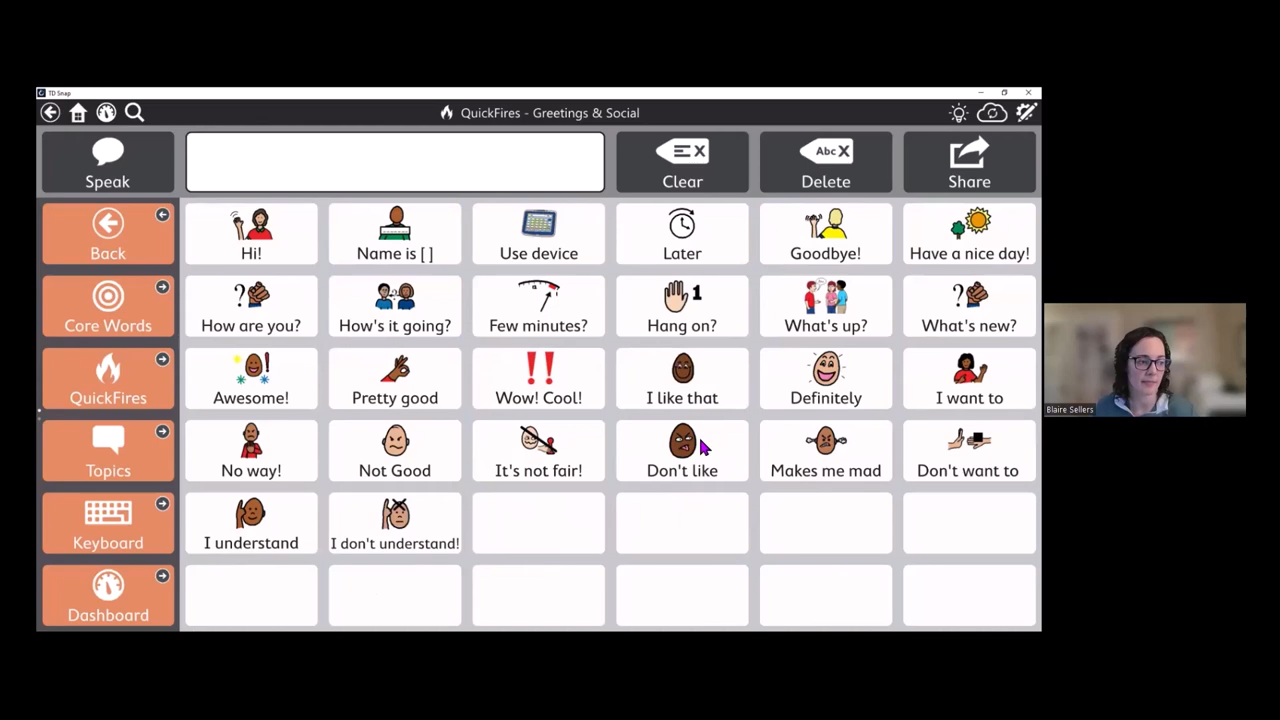 TD Snap
QuickFires - Greetings & Social
Speak
Clear
Abc X
Delete
Share
Back
Hi!
Name is [ ]
Use device
Later
Goodbye!
Have a nice day!
Core Words
How are you?
How's it going?
Few minutes?
1
Hang on?
What's up?
What's new?
QuickFires
Awesome!
Pretty good
Wow! Cool!
I like that
Definitely
I want to
Topics
No way!
Not Good
It's not fair!
Don't like
Makes me mad
Don't want to
Keyboard
I understand
I don't understand!
Dashboard
Blaire Sellers